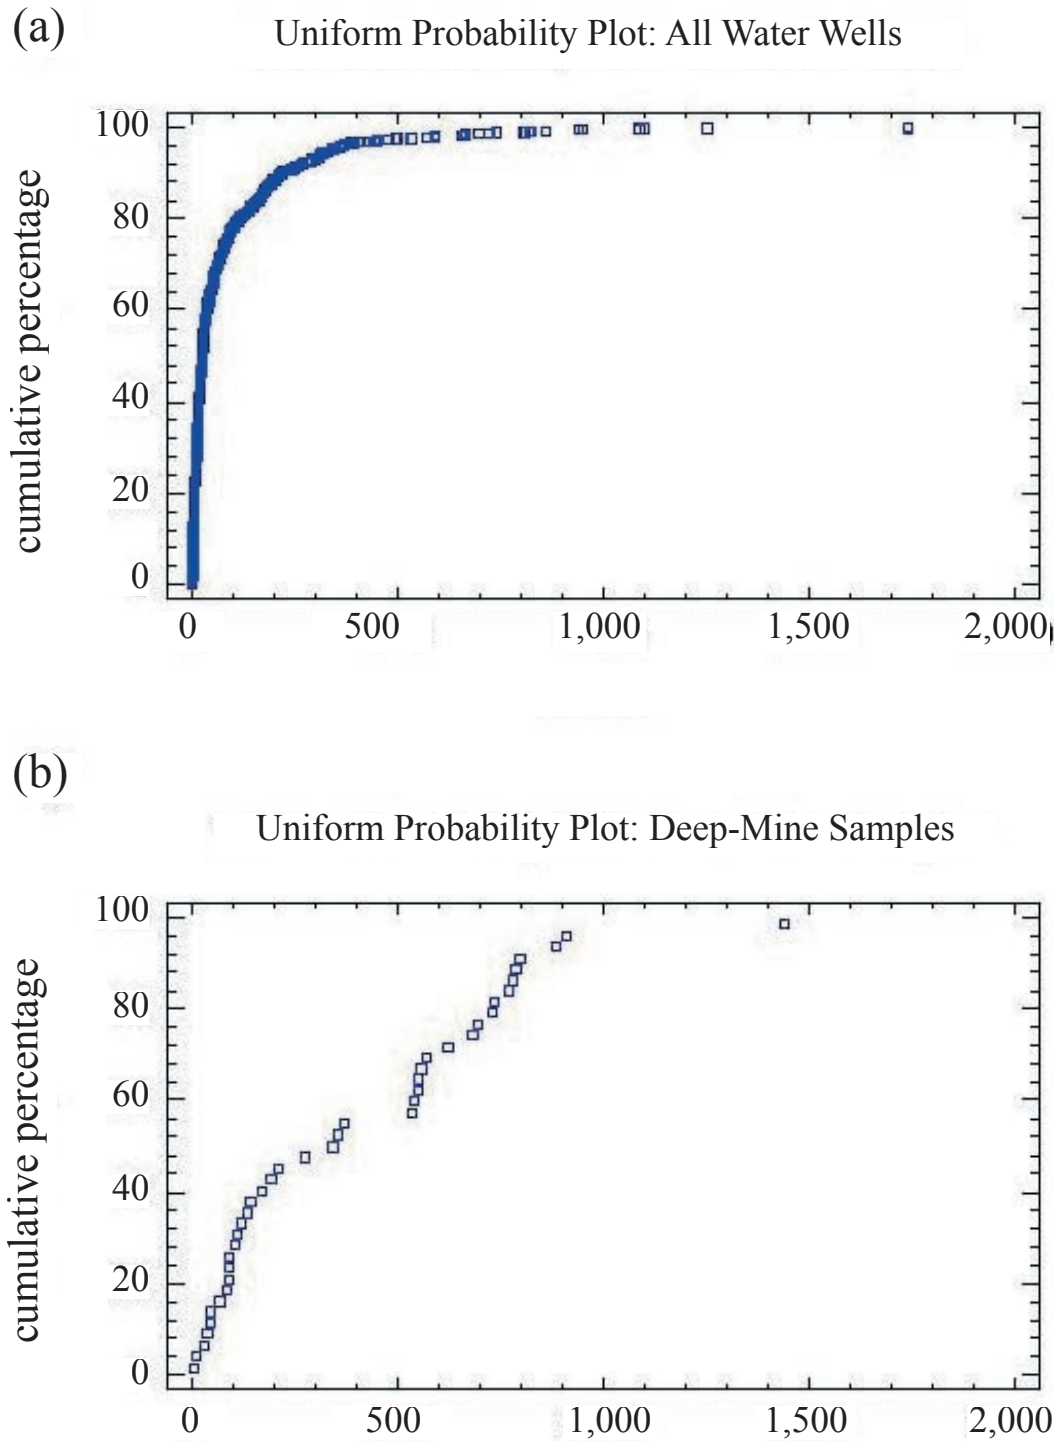 (a)
Uniform Probability Plot: All Water Wells
cumulative percentage
100
80
60
40
20
0
0 500 1,000 1,500 2,000
(b)
Uniform Probability Plot: Deep-Mine Samples
cumulative percentage
100
80
60
40
20
0
0 500 1,000 1,500 2,000